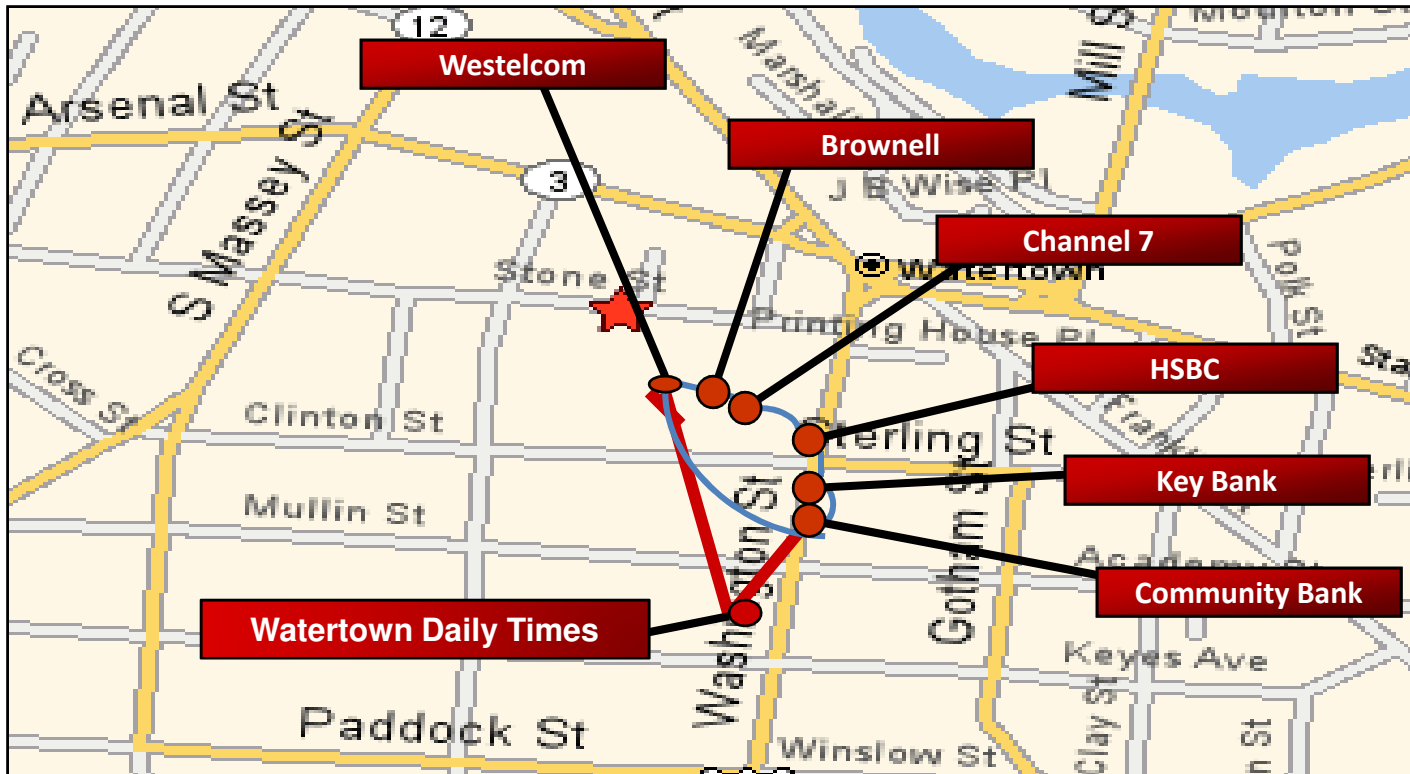 12
Moulton
Mill S
Westelcom
Marshall
Arsenal St
Brownell
3
J B Wise Pl
S Massey St
Channel 7
Watertown
Polk St
Stone St
Printing House Pl
HSBC
Sta
Cross St
Clinton St
Sterling St
Key Bank
Mullin St
Gotham St
Academy St
Community Bank
Watertown Daily Times
Washington St
Keyes Ave
Paddock St
Winslow St
Clay St
n St